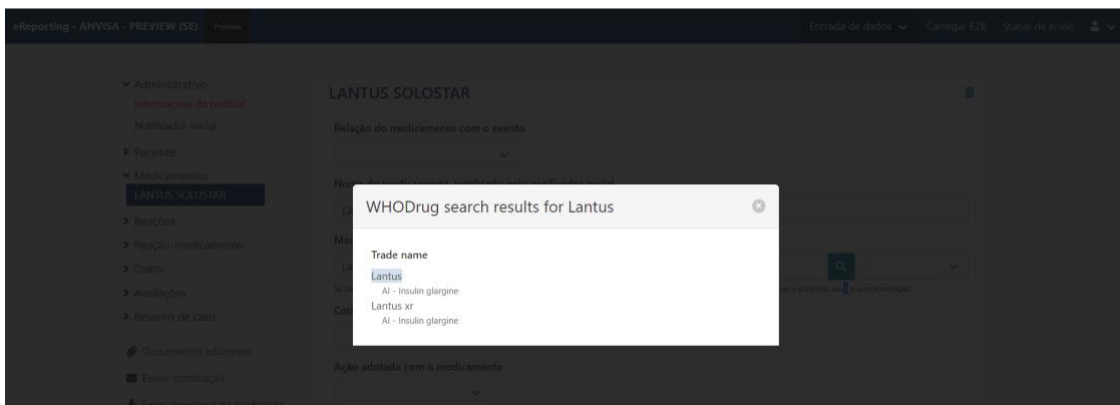 eReporting - ANVISA - PREVIEW (SE) Preview
Entrada de dados Carregar E2B Status de envio
Administrativo
Informações da notifica...
Notificador inicial
Paciente
Medicamentos
LANTUS SOLOSTAR
Reações
Reação-medicamento
Outro
Avaliações
Resumo de caso
Documentos adicionais
Enviar notificação
LANTUS SOLOSTAR
Relação do medicamento com o evento
WHODrug search results for Lantus
Trade name
Lantus
AI - Insulin glargine
Lantus xr
AI - Insulin glargine
Ação adotada com o medicamento